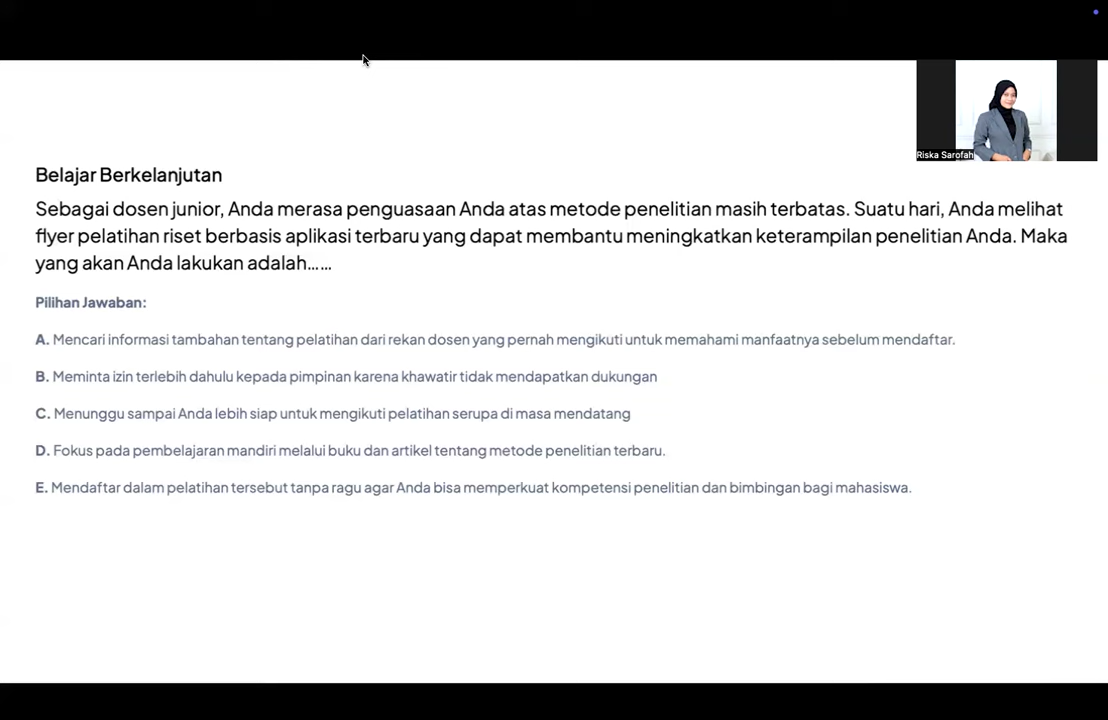 Riska Sarofah
Belajar Berkelanjutan
Sebagai dosen junior, Anda merasa penguasaan Anda atas metode penelitian masih terbatas. Suatu hari, Anda melihat
flyer pelatihan riset berbasis aplikasi terbaru yang dapat membantu meningkatkan keterampilan penelitian Anda. Maka
yang akan Anda lakukan adalah……
Pilihan Jawaban:
A. Mencari informasi tambahan tentang pelatihan dari rekan dosen yang pernah mengikuti untuk memahami manfaatnya sebelum mendaftar.
B. Meminta izin terlebih dahulu kepada pimpinan karena khawatir tidak mendapatkan dukungan
C. Menunggu sampai Anda lebih siap untuk mengikuti pelatihan serupa di masa mendatang
D. Fokus pada pembelajaran mandiri melalui buku dan artikel tentang metode penelitian terbaru.
E. Mendaftar dalam pelatihan tersebut tanpa ragu agar Anda bisa memperkuat kompetensi penelitian dan bimbingan bagi mahasiswa.